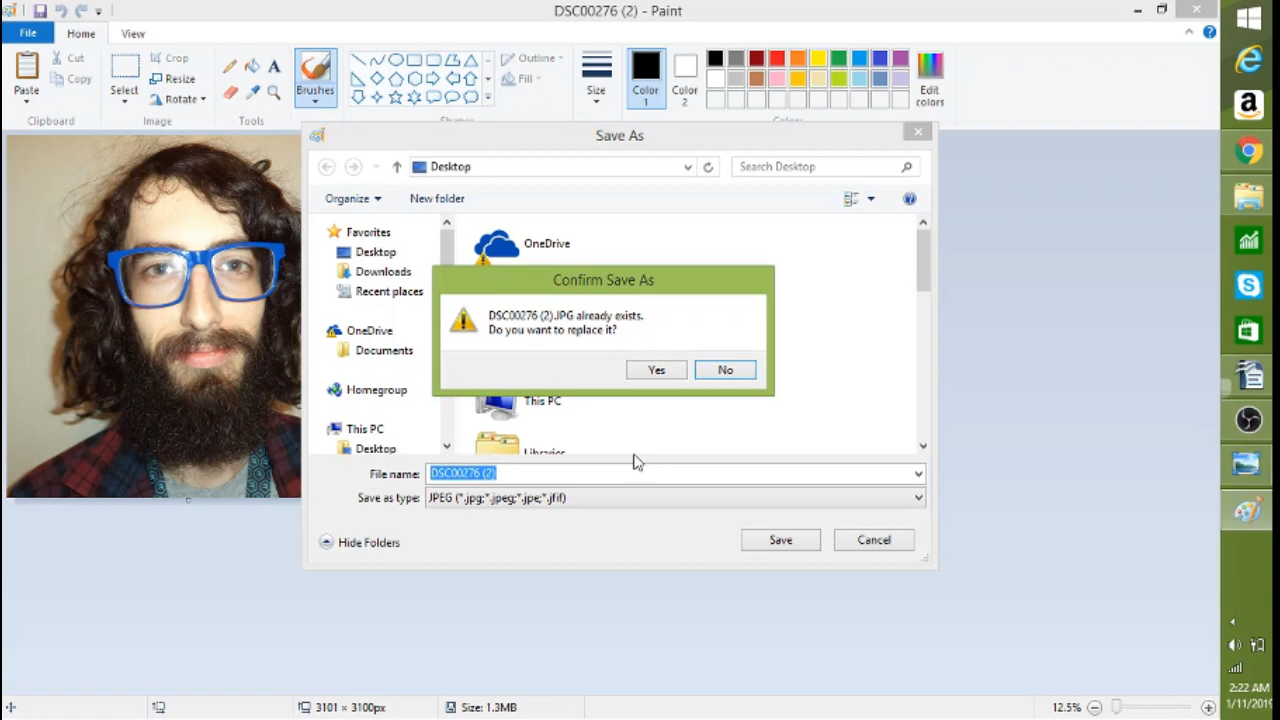 DSC00276 (2) - Paint
File
Home
View
Paste
Cut
Copy
Clipboard
Select
Crop
Resize
Rotate
Image
A
Tools
Brushes
Outline
Fill
Size
Color
1
Color
2
Edit
colors
Save As
Desktop
Search Desktop
Organize
New folder
Favorites
Desktop
Downloads
Recent places
OneDrive
Documents
Homegroup
This PC
Desktop
OneDrive
This PC
Libraries
Confirm Save As
DSC00276 (2).JPG already exists.
Do you want to replace it?
Yes
No
File name:
DSC00276 (2)
Save as type:
JPEG (*.jpg;*.jpeg;*.jpe;*.jfif)
Hide Folders
Save
Cancel
3101 × 3100px
Size: 1.3MB
12.5%
2:22 AM